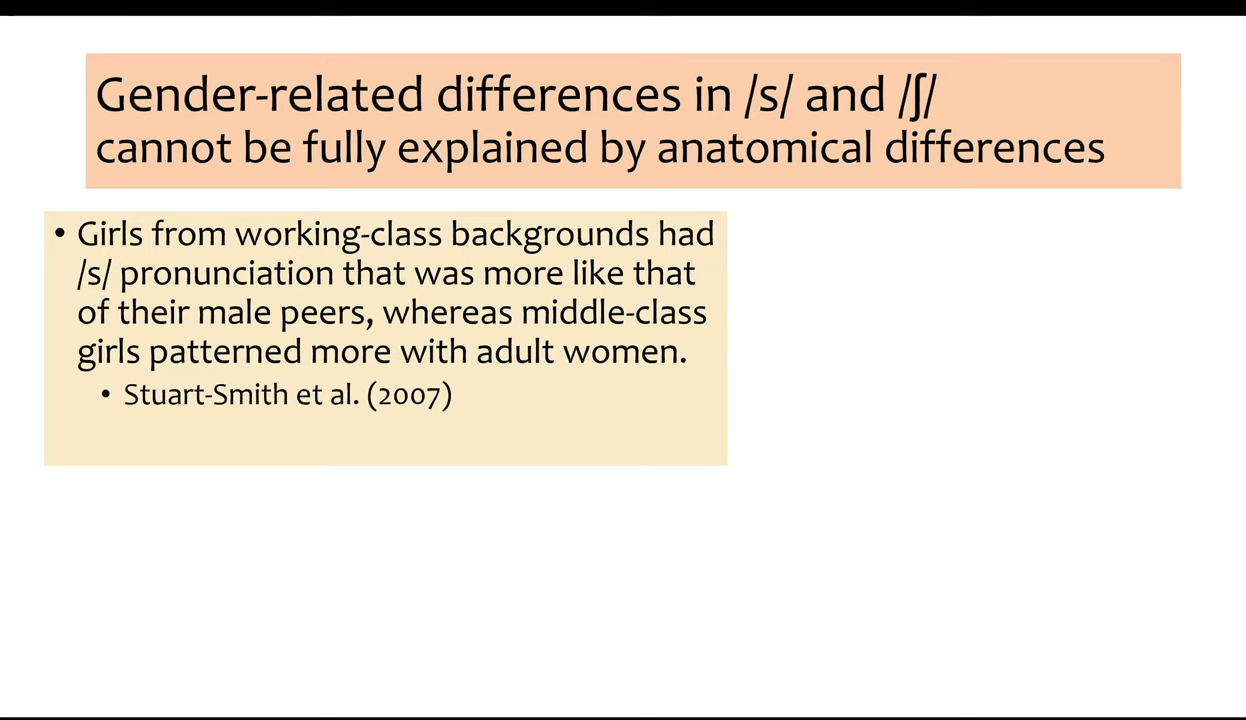 Gender-related differences in /s/ and /ʃ/
cannot be fully explained by anatomical differences
• Girls from working-class backgrounds had
/s/ pronunciation that was more like that
of their male peers, whereas middle-class
girls patterned more with adult women.
• Stuart-Smith et al. (2007)